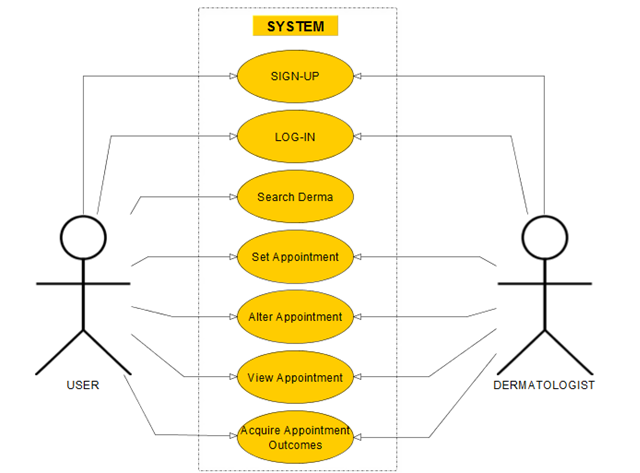 SYSTEM
SIGN-UP
LOG-IN
Search Derma
Set Appointment
Alter Appointment
View Appointment
USER
DERMATOLOGIST
Acquire Appointment
Outcomes